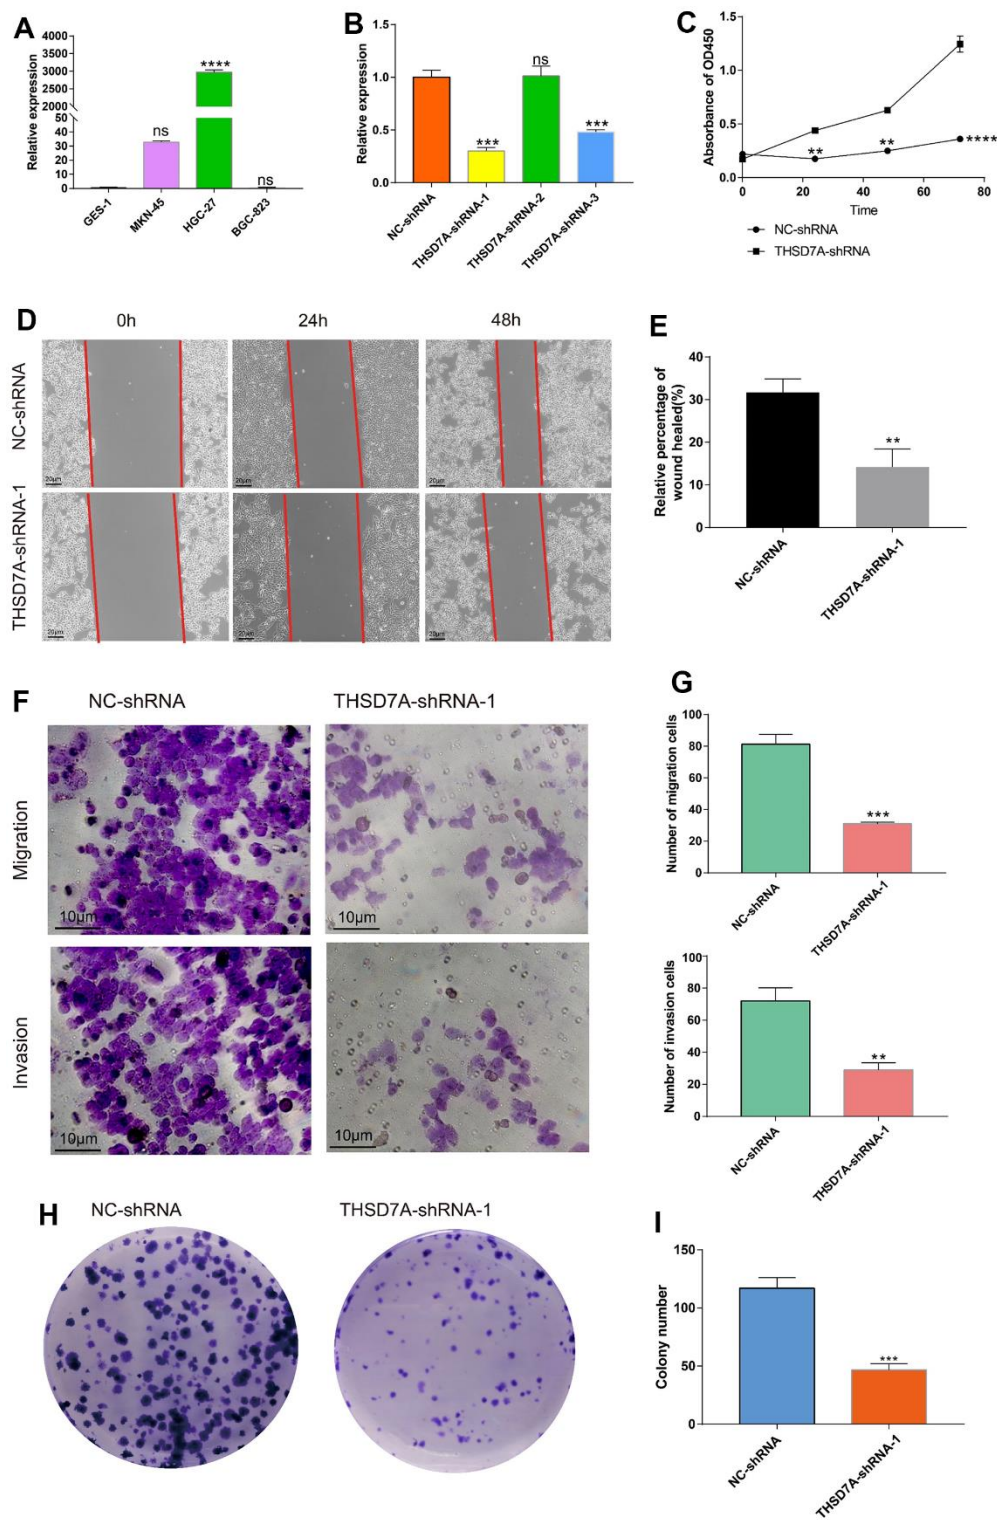 A
Relative expression
4000
3500
3000
2500
2000
50
40
30
20
10
0
ns
****
ns
GES-1
MKN-45
HGC-27
BGC-823
B
Relative expression
1.5
1.0
0.5
0.0
***
ns
***
NC-shRNA
THSD7A-shRNA-1
THSD7A-shRNA-2
THSD7A-shRNA-3
C
Absorbance of OD450
1.5
1.0
0.5
0.0
**
**
****
0
20
40
60
80
Time
NC-shRNA
THSD7A-shRNA
D
0h
24h
48h
NC-shRNA
THSD7A-shRNA-1
20μm
20μm
20μm
20μm
20μm
20μm
E
Relative percentage of
wound healed(%)
40
30
20
10
0
**
NC-shRNA
THSD7A-shRNA-1
F
NC-shRNA
THSD7A-shRNA-1
Migration
10μm
10μm
Invasion
10μm
10μm
G
Number of migration cells
100
80
60
40
20
0
***
NC-shRNA
THSD7A-shRNA-1
Number of invasion cells
100
80
60
40
20
0
**
NC-shRNA
THSD7A-shRNA-1
H
NC-shRNA
THSD7A-shRNA-1
I
Colony number
150
100
50
0
***
NC-shRNA
THSD7A-shRNA-1